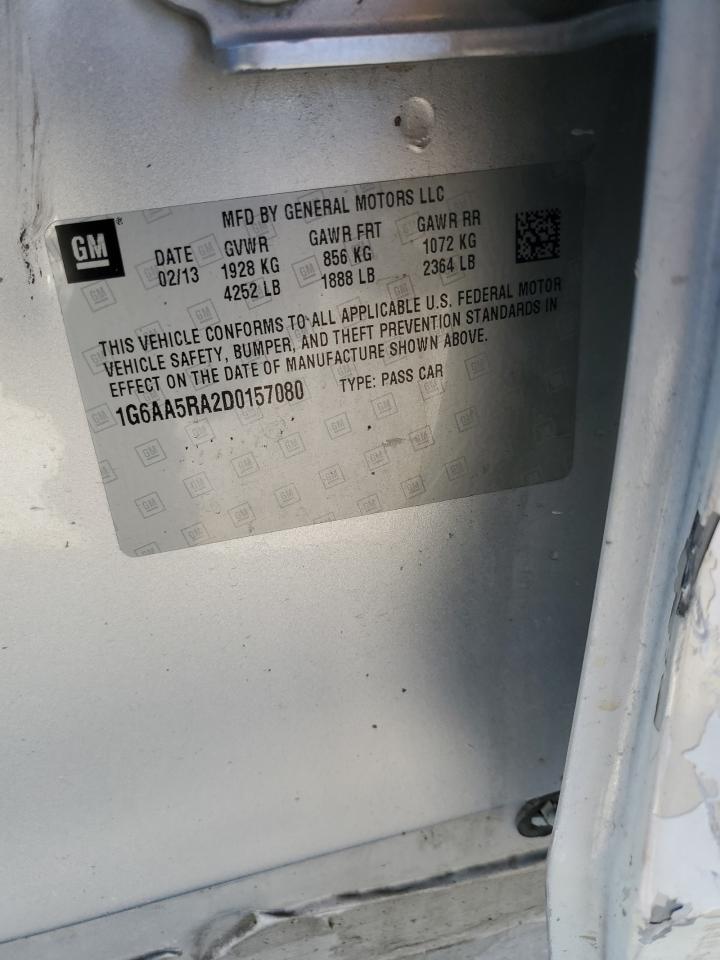 MFD BY GENERAL MOTORS LLC
GM®
DATE GVWR GAWR FRT GAWR RR
02/13 1928 KG 856 KG 1072 KG
4252 LB 1888 LB 2364 LB
THIS VEHICLE CONFORMS TO ALL APPLICABLE U.S. FEDERAL MOTOR
VEHICLE SAFETY, BUMPER, AND THEFT PREVENTION STANDARDS IN
EFFECT ON THE DATE OF MANUFACTURE SHOWN ABOVE.
1G6AA5RA2D0157080 TYPE: PASS CAR